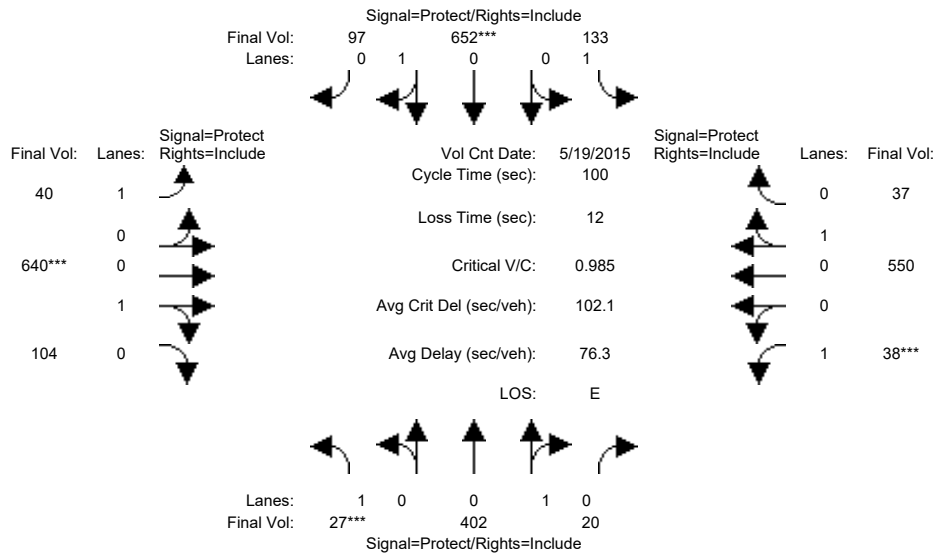 Signal=Protect/Rights=Include
Final Vol: 97 652*** 133
Lanes: 0 1 0 0 1
Signal=Protect
Final Vol: Lanes: Rights=Include
Vol Cnt Date: 5/19/2015
Signal=Protect
Rights=Include Lanes: Final Vol:
Cycle Time (sec): 100
40 1
0 37
Loss Time (sec): 12
0
1
640*** 0
Critical V/C: 0.985
0 550
1
Avg Crit Del (sec/veh): 102.1
0
104 0
Avg Delay (sec/veh): 76.3
1 38***
LOS: E
Lanes: 1 0 0 1 0
Final Vol: 27*** 402 20
Signal=Protect/Rights=Include